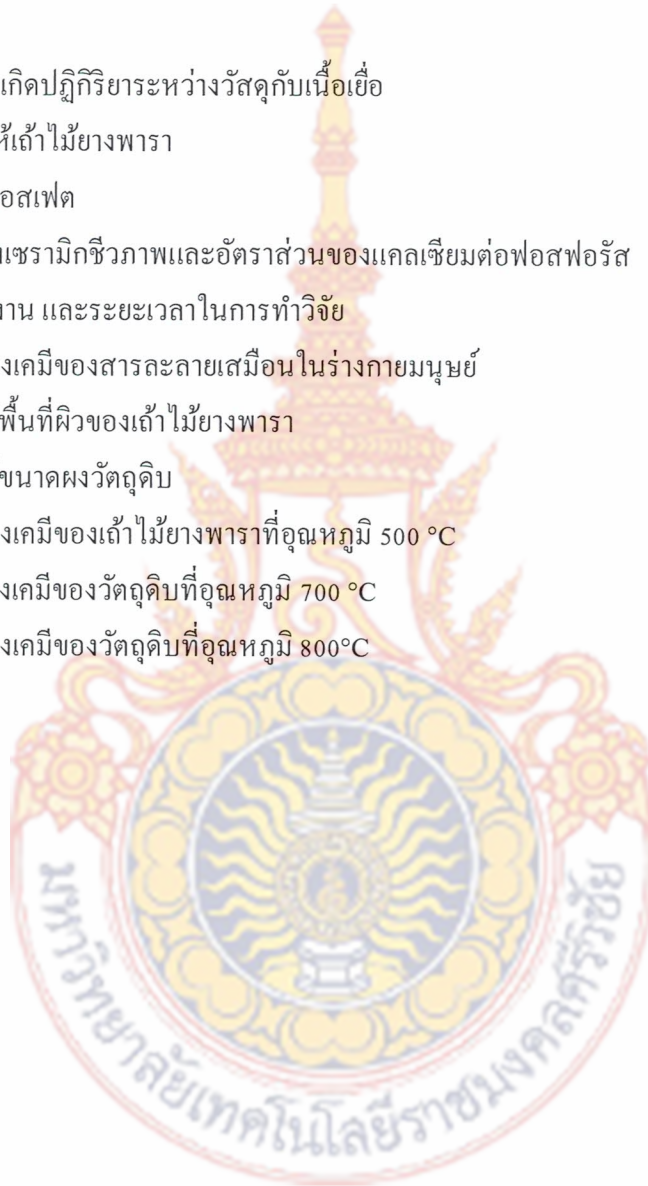 เกิดปฏิกิริยาระหว่างวัสดุกับเนื้อเยื่อ
ห้เถ้าไม้ยางพารา
อสเฟต
เซรามิกชีวภาพและอัตราส่วนของแคลเซียมต่อฟอสฟอรัส
าน และระยะเวลาในการทำวิจัย
งเคมีของสารละลายเสมือนในร่างกายมนุษย์
พื้นที่ผิวของเถ้าไม้ยางพารา
ขนาดผงวัตถุดิบ
งเคมีของเถ้าไม้ยางพาราที่อุณหภูมิ 500 °C
งเคมีของวัตถุดิบที่อุณหภูมิ 700 °C
งเคมีของวัตถุดิบที่อุณหภูมิ 800°C
มหาวิทยาลัยเทคโนโลยีราชมงคลศรีวิชัย